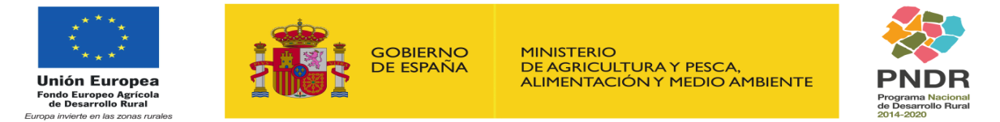 Unión Europea
Fondo Europeo Agrícola
de Desarrollo Rural
Europa invierte en las zonas rurales
GOBIERNO
DE ESPAÑA
MINISTERIO
DE AGRICULTURA Y PESCA,
ALIMENTACIÓN Y MEDIO AMBIENTE
PNDR
Programa Nacional
de Desarrollo Rural
2014-2020